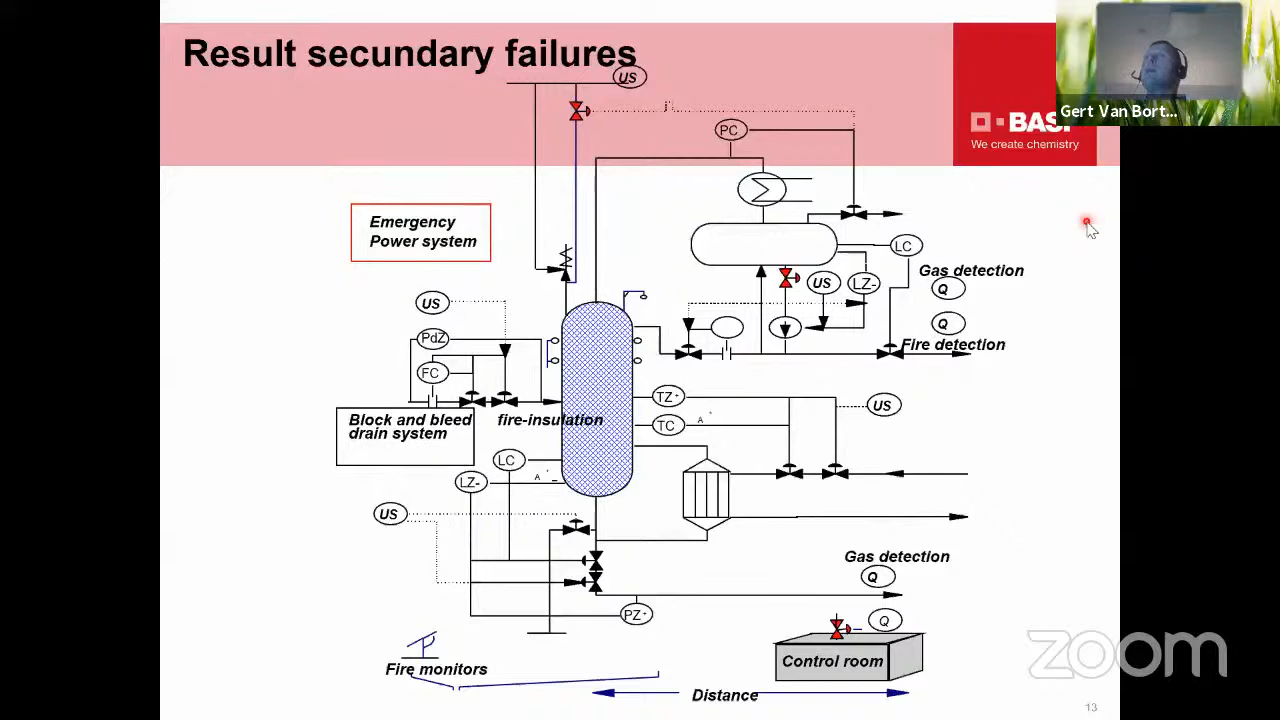 Result secundary failures
US
Gert Van Bort...
BASF
We create chemistry
PC
Emergency
Power system
LC
Gas detection
US
LZ-
Q
US
Q
PdZ
Fire detection
FC
TZ+
US
Block and bleed
drain system
fire-insulation
TC
A
+
LC
LZ-
A
+
-
US
Gas detection
Q
PZ+
Q
Control room
Fire monitors
Distance
zoom
13